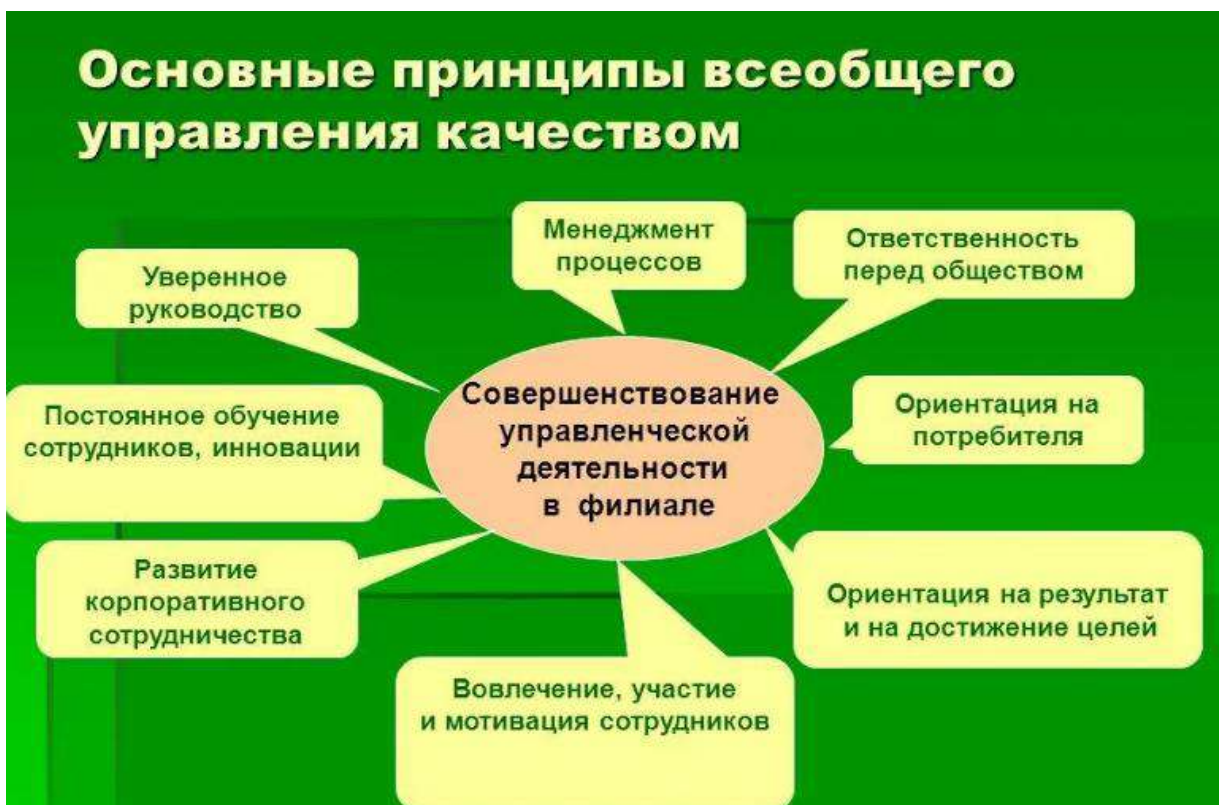 Основные принципы всеобщего
управления качеством
Менеджмент
процессов
Ответственность
перед обществом
Уверенное
руководство
Совершенствование
управленческой
деятельности
в филиале
Ориентация на
потребителя
Постоянное обучение
сотрудников, инновации
Развитие
корпоративного
сотрудничества
Ориентация на результат
и на достижение целей
Вовлечение, участие
и мотивация сотрудников